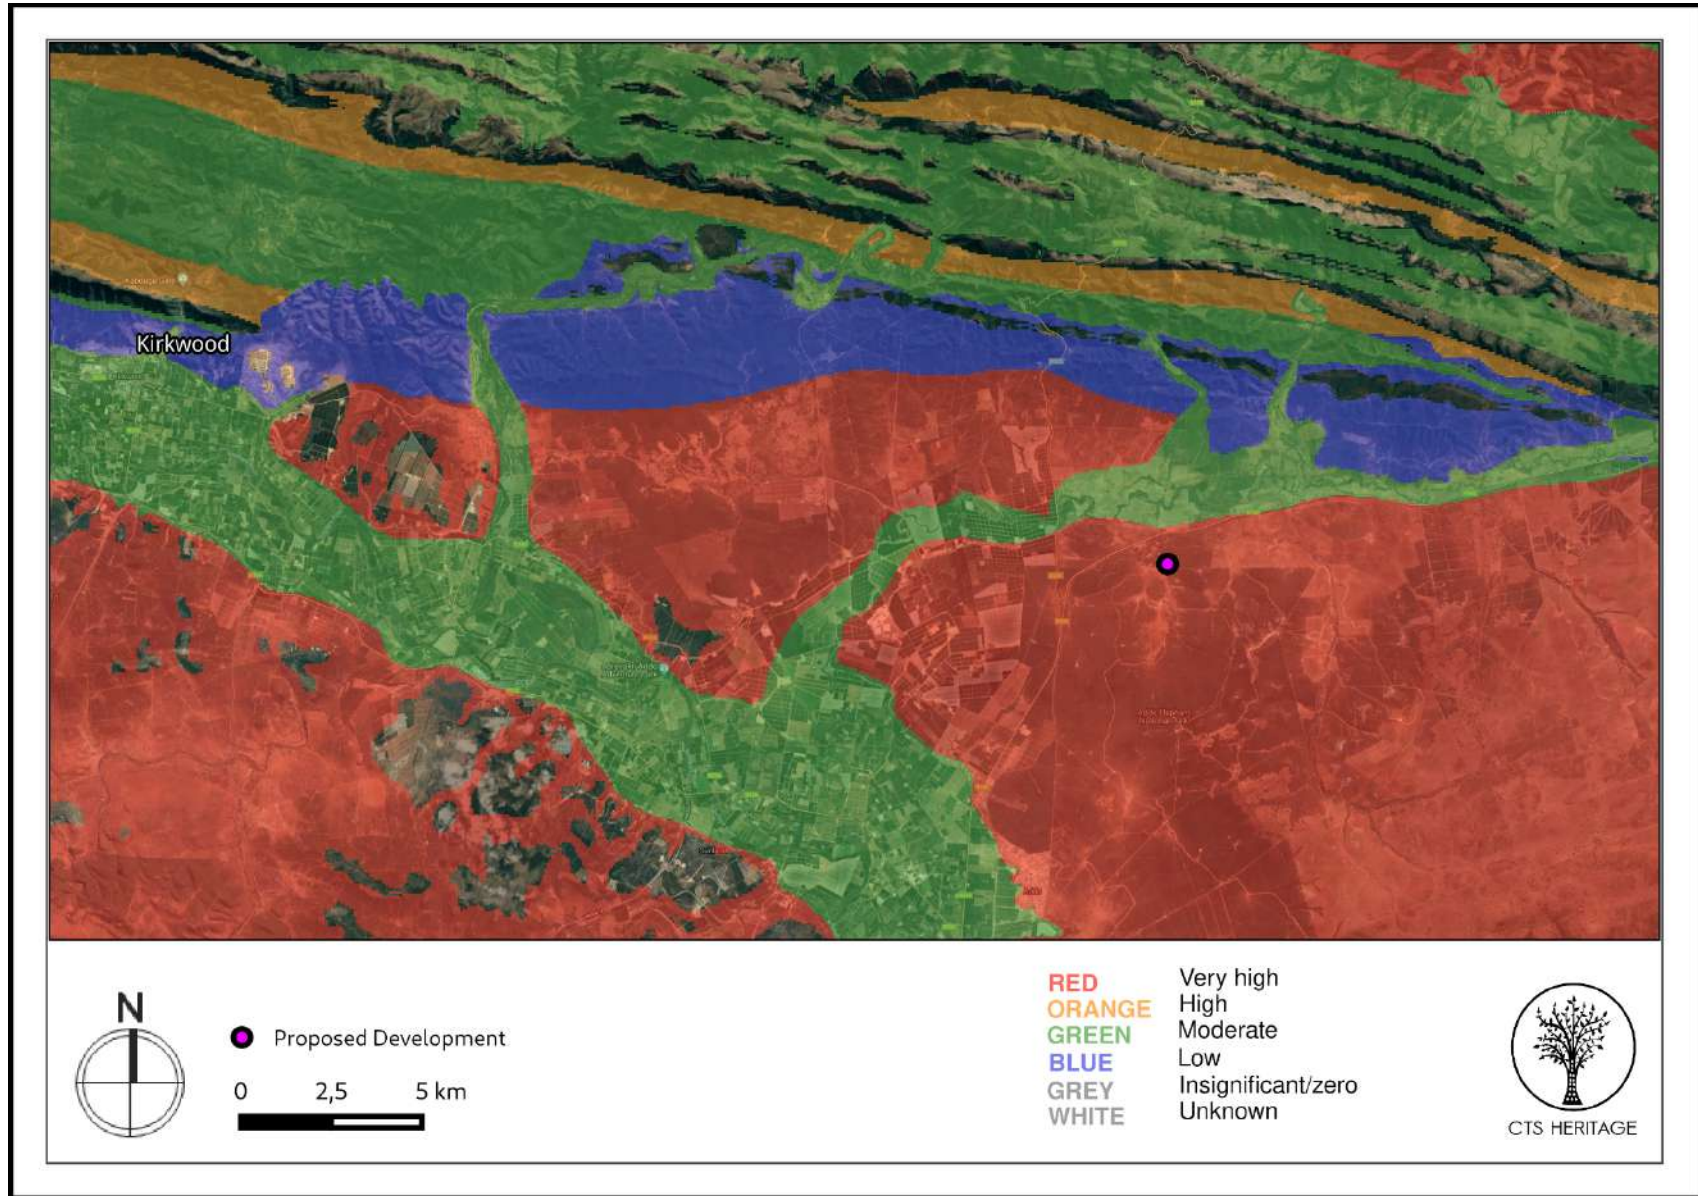 Kirkwood
N
Proposed Development
0 2,5 5 km
RED Very high
ORANGE High
GREEN Moderate
BLUE Low
GREY Insignificant/zero
WHITE Unknown
CTS HERITAGE